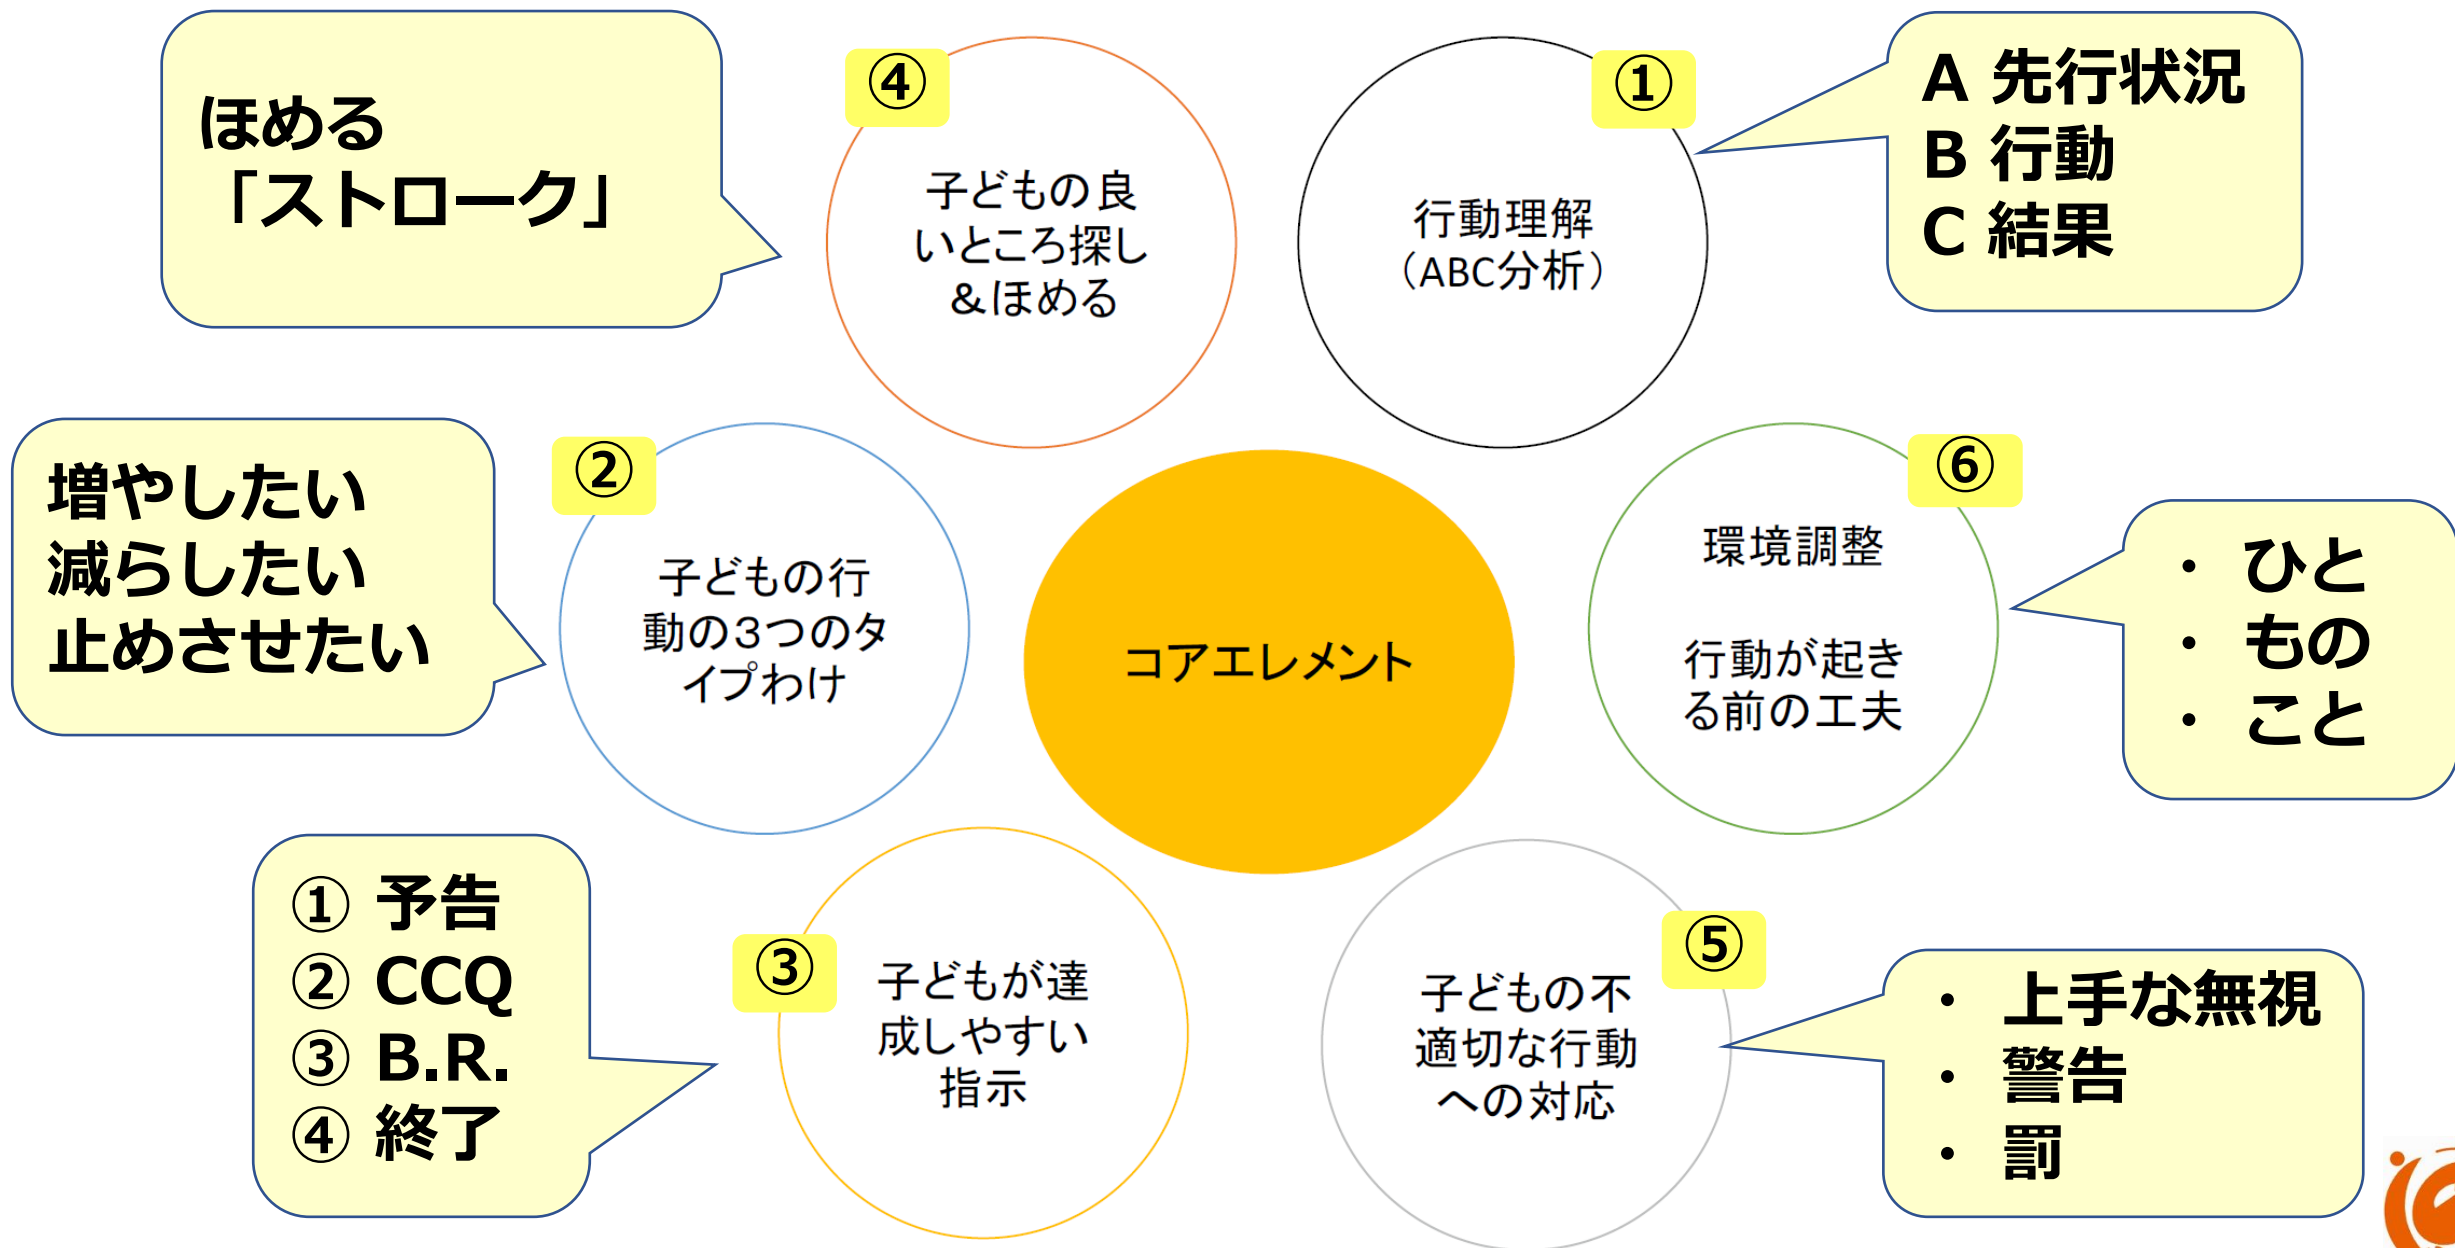 ほめる
「ストローク」
④
子どもの良
いところ探し
＆ほめる
①
行動理解
（ABC分析）
A 先行状況
B 行動
C 結果
増やしたい
減らしたい
止めさせたい
②
子どもの行
動の３つのタ
イプわけ
コアエレメント
⑥
環境調整
行動が起き
る前の工夫
・ ひと
・ もの
・ こと
① 予告
② CCQ
③ B.R.
④ 終了
③
子どもが達
成しやすい
指示
⑤
子どもの不
適切な行動
への対応
・ 上手な無視
・ 警告
・ 罰